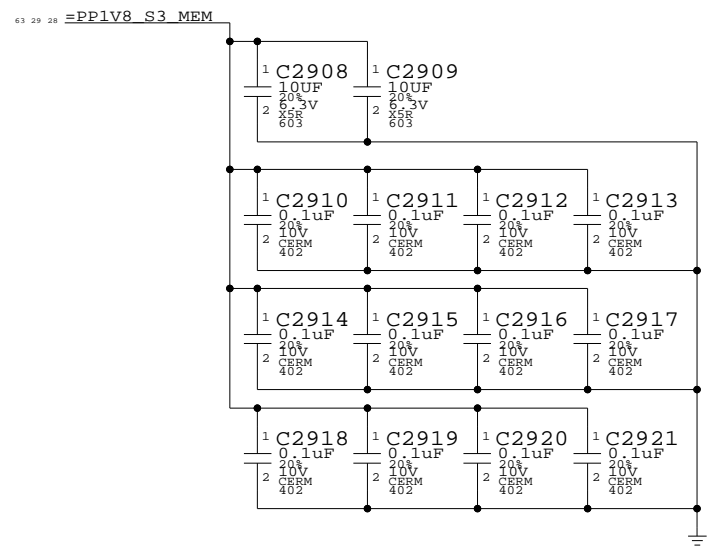 63 29 28 =PP1V8_S3_MEM
1 C2908 1 C2909
10UF 10UF
20% 20%
6.3V 6.3V
2 X5R 2 X5R
603 603
1 C2910 1 C2911 1 C2912 1 C2913
0.1uF 0.1uF 0.1uF 0.1uF
20% 20% 20% 20%
10V 10V 10V 10V
2 CERM 2 CERM 2 CERM 2 CERM
402 402 402 402
1 C2914 1 C2915 1 C2916 1 C2917
0.1uF 0.1uF 0.1uF 0.1uF
20% 20% 20% 20%
10V 10V 10V 10V
2 CERM 2 CERM 2 CERM 2 CERM
402 402 402 402
1 C2918 1 C2919 1 C2920 1 C2921
0.1uF 0.1uF 0.1uF 0.1uF
20% 20% 20% 20%
10V 10V 10V 10V
2 CERM 2 CERM 2 CERM 2 CERM
402 402 402 402